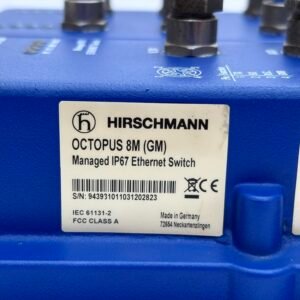 HIRSCHMANN
OCTOPUS 8M (GM)
Managed IP67 Ethernet Switch
S/N: 943931011031202823
IEC 61131-2
FCC CLASS A
Made in Germany
72654 Neckartenzlingen